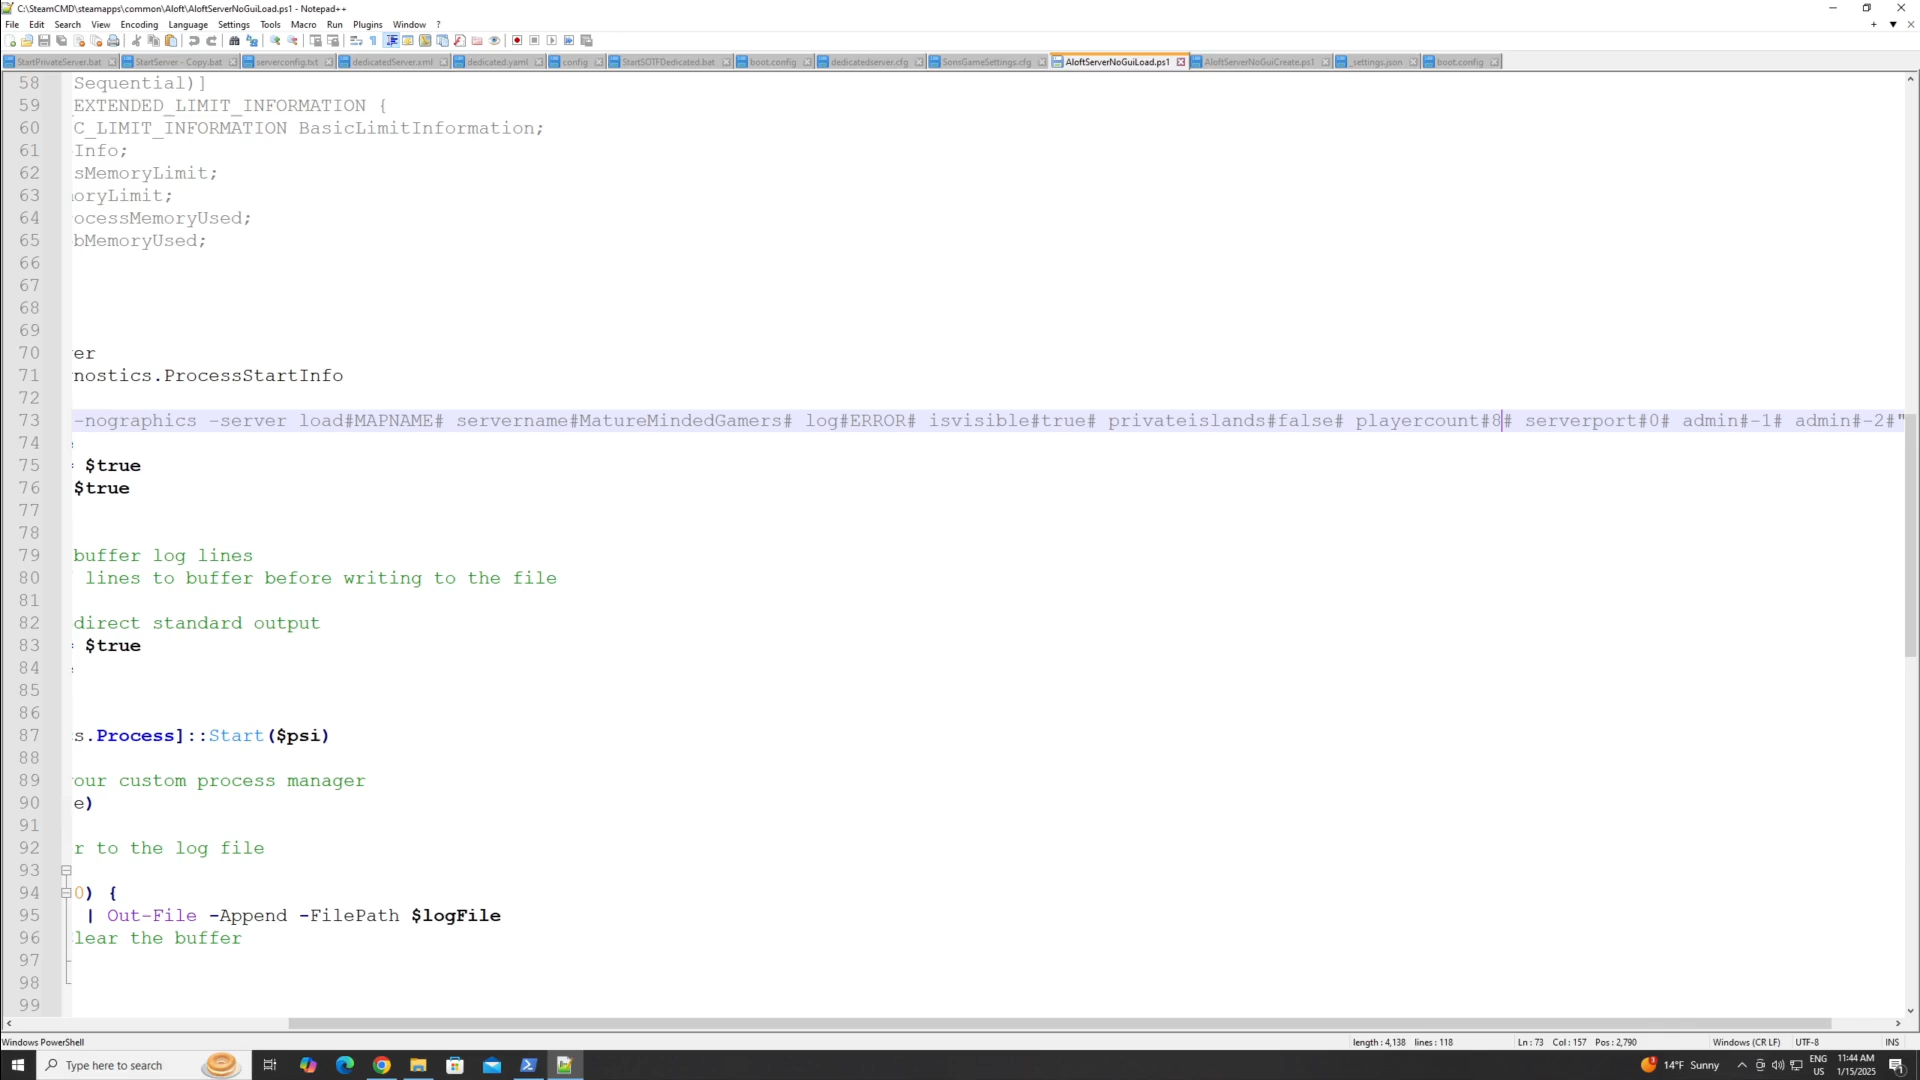 C:\SteamCMD\steamapps\common\Aloft\AloftServerNoGuiLoad.ps1 - Notepad++
File Edit Search View Encoding Language Settings Tools Macro Run Plugins Window ?
StartPrivateServer.bat StartServer - Copy.bat serverconfig.txt dedicatedServer.xml dedicated.yaml config StartSOTFDedicated.bat boot.config dedicatedserver.cfg SonsGameSettings.cfg AloftServerNoGuiLoad.ps1 AloftServerNoGuiCreate.ps1 _settings.json boot.config
58 Sequential)]
59 EXTENDED_LIMIT_INFORMATION {
60 C_LIMIT_INFORMATION BasicLimitInformation;
61 Info;
62 sMemoryLimit;
63 oryLimit;
64 ocessMemoryUsed;
65 bMemoryUsed;
66
67
68
69
70 er
71 nostics.ProcessStartInfo
72
73 -nographics -server load#MAPNAME# servername#MatureMindedGamers# log#ERROR# isvisible#true# privateislands#false# playercount#8# serverport#0# admin#-1# admin#-2#"
74
75 = $true
76 $true
77
78
79 buffer log lines
80 lines to buffer before writing to the file
81
82 direct standard output
83 = $true
84
85
86
87 s.Process]::Start($psi)
88
89 our custom process manager
90 e)
91
92 r to the log file
93
94 0) {
95 | Out-File -Append -FilePath $logFile
96 lear the buffer
97
98
99
Windows PowerShell length : 4,138 lines : 118 Ln : 73 Col : 157 Pos : 2,790 Windows (CR LF) UTF-8 INS
Type here to search 14°F Sunny ENG US 11:44 AM 1/15/2025